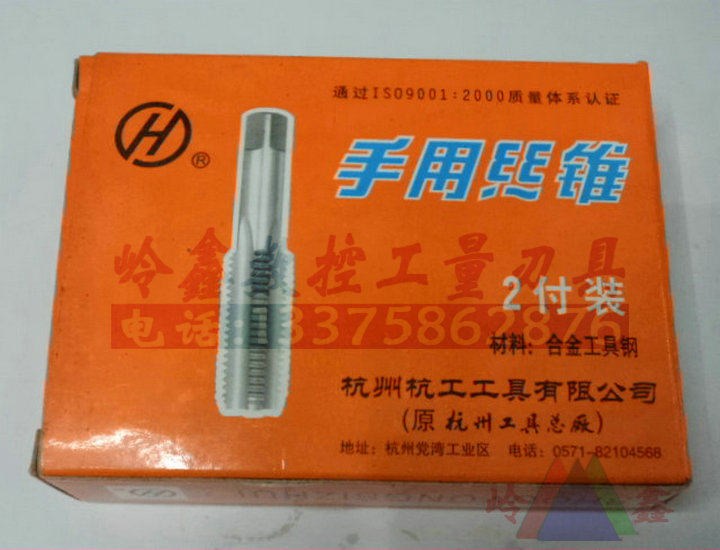 通过ISO9001:2000质量体系认证
H
®
手用丝锥
岭鑫数控工量刀具
2付装
电话:13375862876
材料: 合金工具钢
杭州杭工工具有限公司
(原杭州工具总厂)
地址: 杭州党湾工业区 电话: 0571-82104568
H
岭 鑫